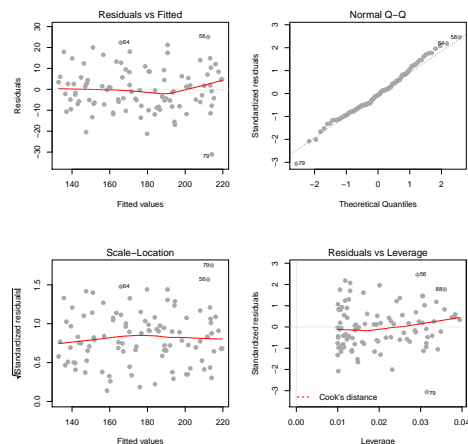 Residuals vs Fitted
Residuals
−30 −20 −10 0 10 20 30
64
56
79
140 160 180 200 220
Fitted values
Normal Q−Q
Standardized residuals
−3 −2 −1 0 1 2 3
64
56
79
−2 −1 0 1 2
Theoretical Quantiles
Scale−Location
√|Standardized residuals|
0.0 0.5 1.0 1.5
79
56
64
140 160 180 200 220
Fitted values
Residuals vs Leverage
Standardized residuals
−3 −2 −1 0 1 2 3
56
88
79
Cook's distance
0.00 0.01 0.02 0.03 0.04
Leverage